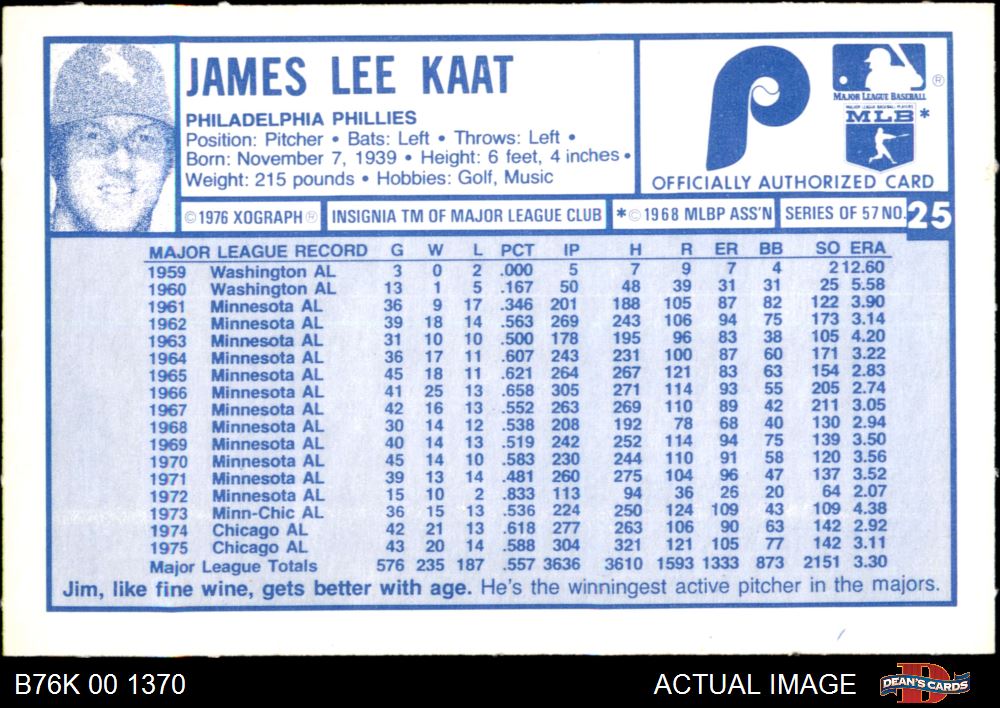 JAMES LEE KAAT
PHILADELPHIA PHILLIES
Position: Pitcher • Bats: Left • Throws: Left •
Born: November 7, 1939 • Height: 6 feet, 4 inches •
Weight: 215 pounds • Hobbies: Golf, Music
P
MAJOR LEAGUE BASEBALL ®
MAJOR LEAGUE BASEBALL PLAYERS
MLB *
OFFICIALLY AUTHORIZED CARD
© 1976 XOGRAPH ® INSIGNIA TM OF MAJOR LEAGUE CLUB *© 1968 MLBP ASS'N SERIES OF 57 NO. 25
MAJOR LEAGUE RECORD G W L PCT IP H R ER BB SO ERA
1959 Washington AL 3 0 2 .000 5 7 9 7 4 2 12.60
1960 Washington AL 13 1 5 .167 50 48 39 31 31 25 5.58
1961 Minnesota AL 36 9 17 .346 201 188 105 87 82 122 3.90
1962 Minnesota AL 39 18 14 .563 269 243 106 94 75 173 3.14
1963 Minnesota AL 31 10 10 .500 178 195 96 83 38 105 4.20
1964 Minnesota AL 36 17 11 .607 243 231 100 87 60 171 3.22
1965 Minnesota AL 45 18 11 .621 264 267 121 83 63 154 2.83
1966 Minnesota AL 41 25 13 .658 305 271 114 93 55 205 2.74
1967 Minnesota AL 42 16 13 .552 263 269 110 89 42 211 3.05
1968 Minnesota AL 30 14 12 .538 208 192 78 68 40 130 2.94
1969 Minnesota AL 40 14 13 .519 242 252 114 94 75 139 3.50
1970 Minnesota AL 45 14 10 .583 230 244 110 91 58 120 3.56
1971 Minnesota AL 39 13 14 .481 260 275 104 96 47 137 3.52
1972 Minnesota AL 15 10 2 .833 113 94 36 26 20 64 2.07
1973 Minn-Chic AL 36 15 13 .536 224 250 124 109 43 109 4.38
1974 Chicago AL 42 21 13 .618 277 263 106 90 63 142 2.92
1975 Chicago AL 43 20 14 .588 304 321 121 105 77 142 3.11
Major League Totals 576 235 187 .557 3636 3610 1593 1333 873 2151 3.30
Jim, like fine wine, gets better with age. He's the winningest active pitcher in the majors.
B76K 00 1370 ACTUAL IMAGE D DEAN'S CARDS